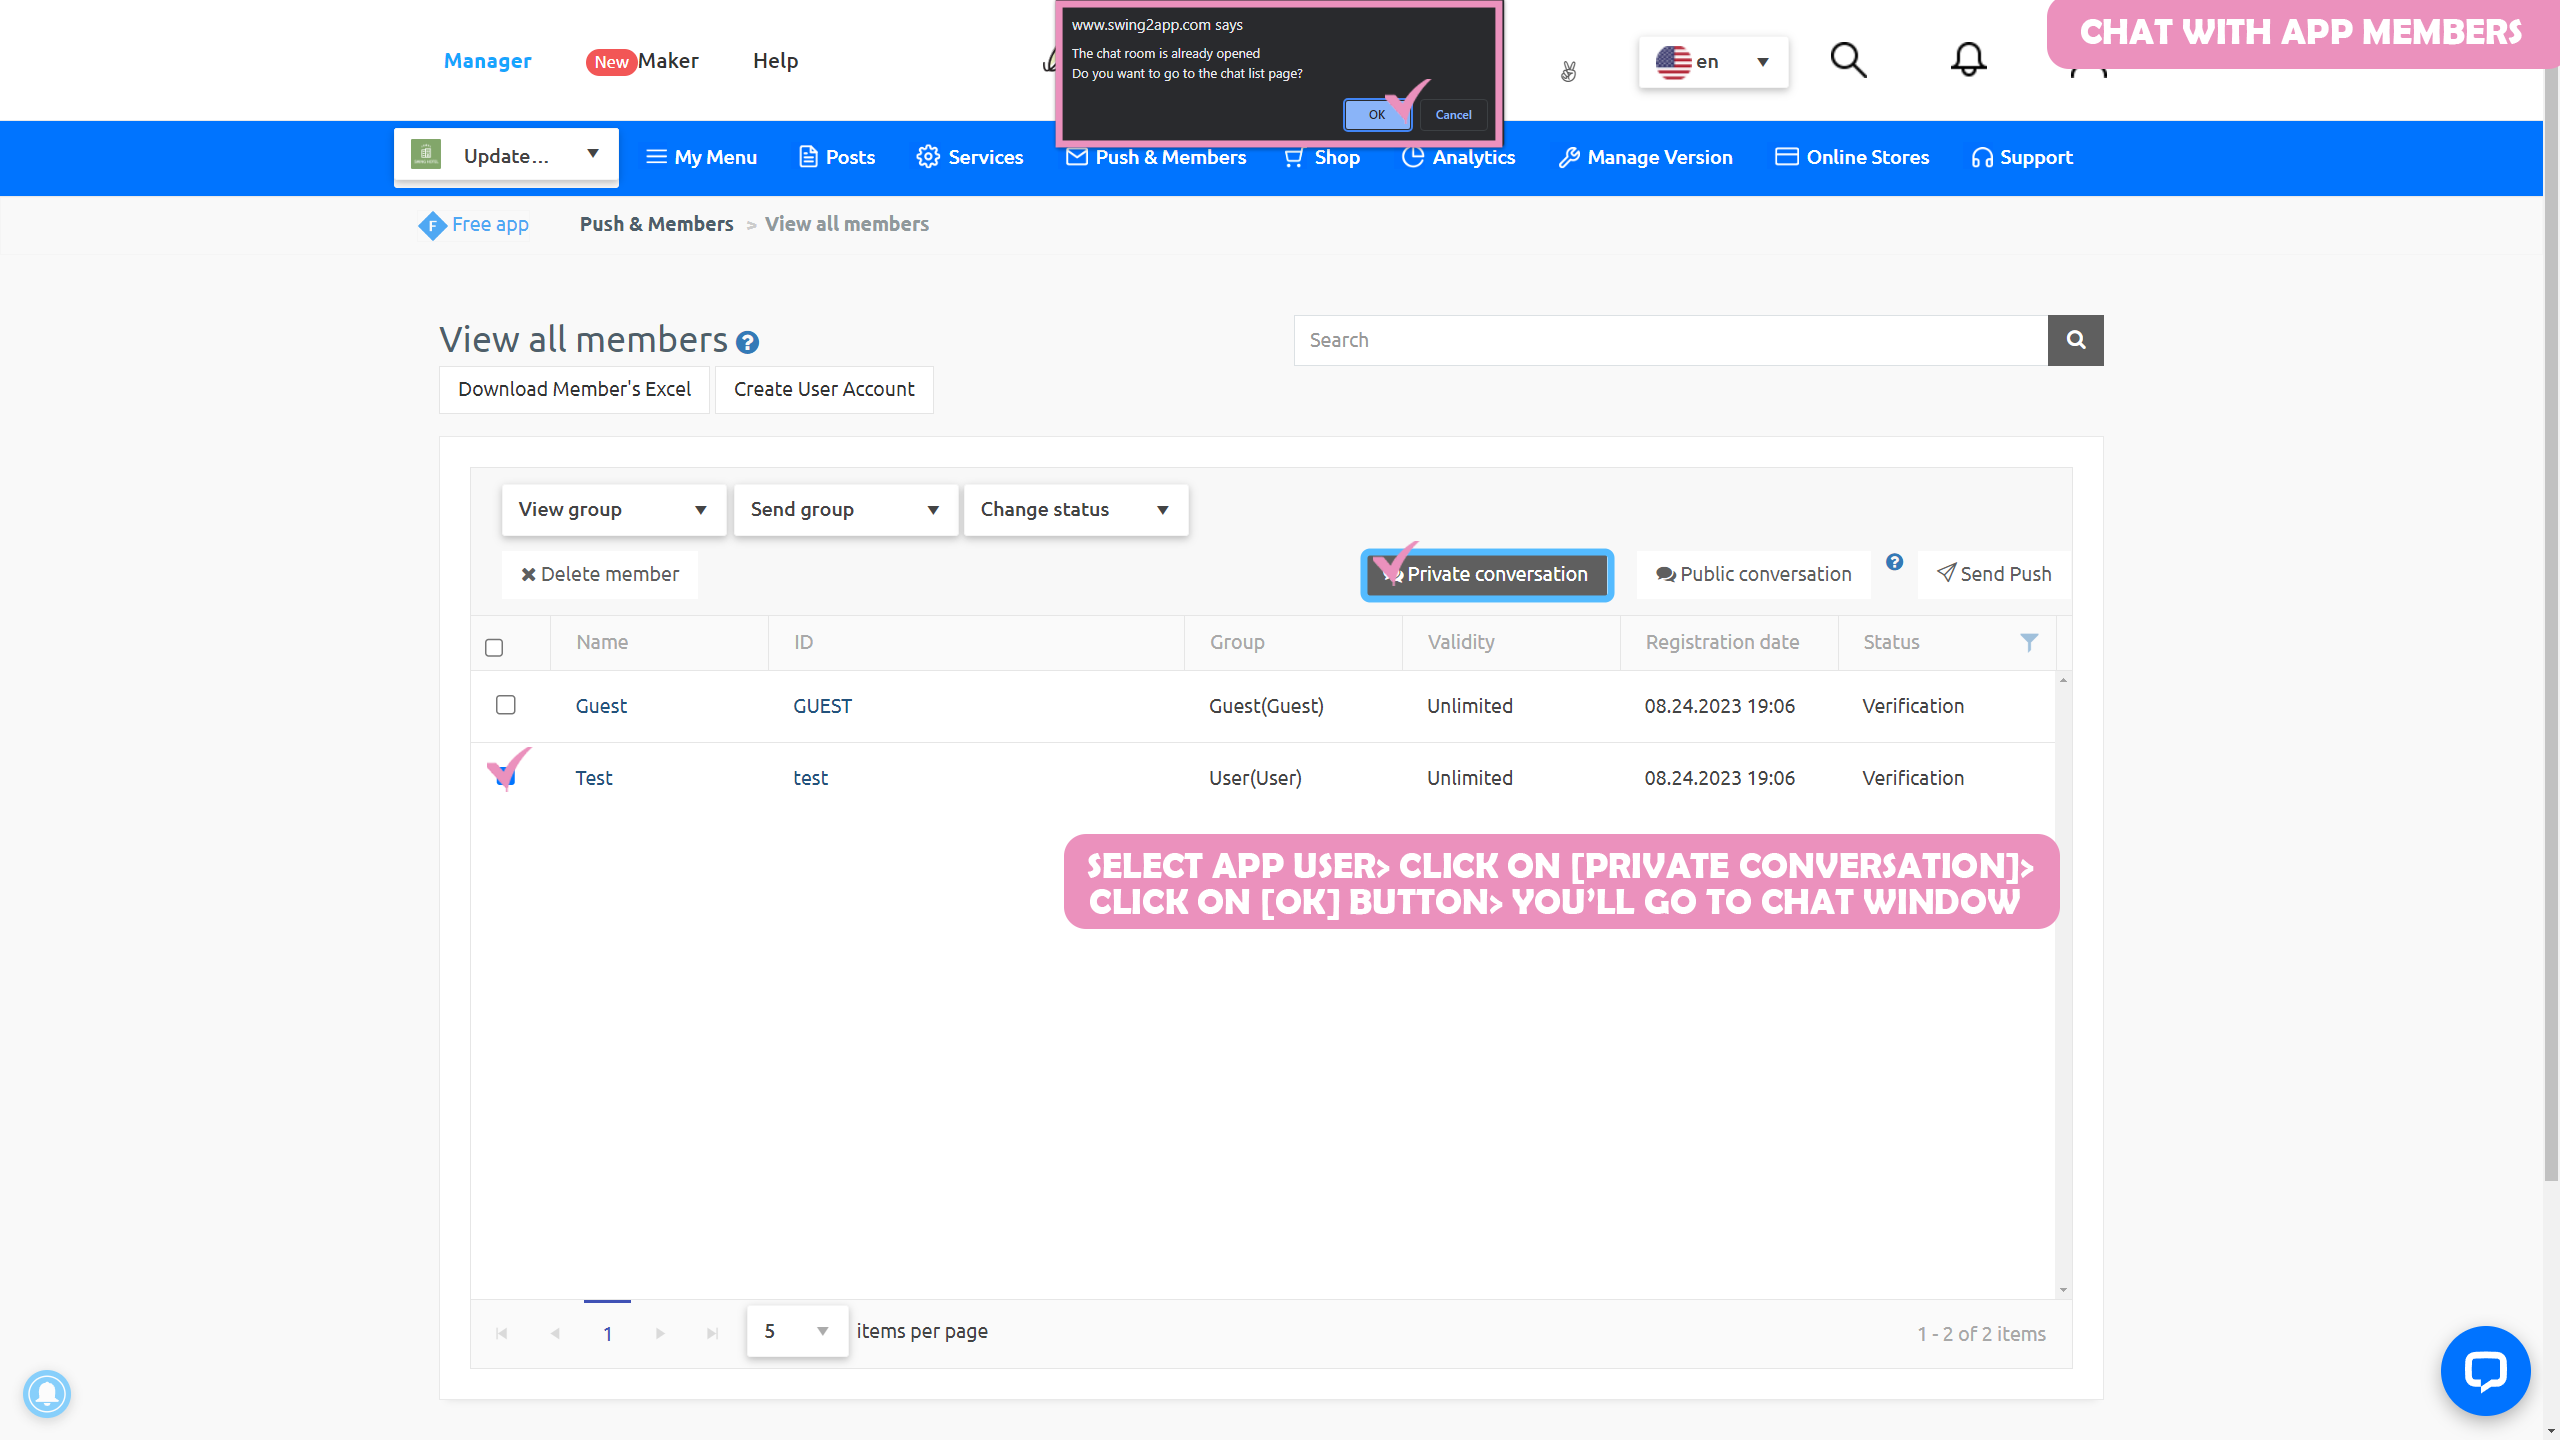 www.swing2app.com says
The chat room is already opened
Do you want to go to the chat list page?
OK
Cancel
CHAT WITH APP MEMBERS
Manager
New
Maker
Help
en
Update...
My Menu
Posts
Services
Push & Members
Shop
Analytics
Manage Version
Online Stores
Support
F
Free app
Push & Members > View all members
View all members
Search
Download Member's Excel
Create User Account
View group
Send group
Change status
Delete member
Private conversation
Public conversation
Send Push
Name
ID
Group
Validity
Registration date
Status
Guest
GUEST
Guest(Guest)
Unlimited
08.24.2023 19:06
Verification
Test
test
User(User)
Unlimited
08.24.2023 19:06
Verification
SELECT APP USER> CLICK ON [PRIVATE CONVERSATION]>
CLICK ON [OK] BUTTON> YOU’LL GO TO CHAT WINDOW
1
5
items per page
1 - 2 of 2 items